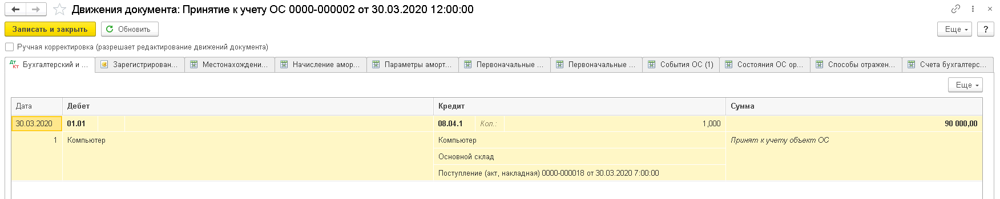 Движения документа: Принятие к учету ОС 0000-000002 от 30.03.2020 12:00:00
Записать и закрыть Обновить Еще ?
Ручная корректировка (разрешает редактирование движений документа)
Дт Кт Бухгалтерский и ... Зарегистрирован... Местонахождени... Начисление амор... Параметры аморт... Первоначальные ... Первоначальные ... События ОС (1) Состояния ОС ор... Способы отражен... Счета бухгалтерс...
Еще
Дата Дебет Кредит Сумма
30.03.2020 01.01 08.04.1 Кол.: 1,000 90 000,00
1 Компьютер Компьютер Принят к учету объект ОС
Основной склад
Поступление (акт, накладная) 0000-000018 от 30.03.2020 7:00:00